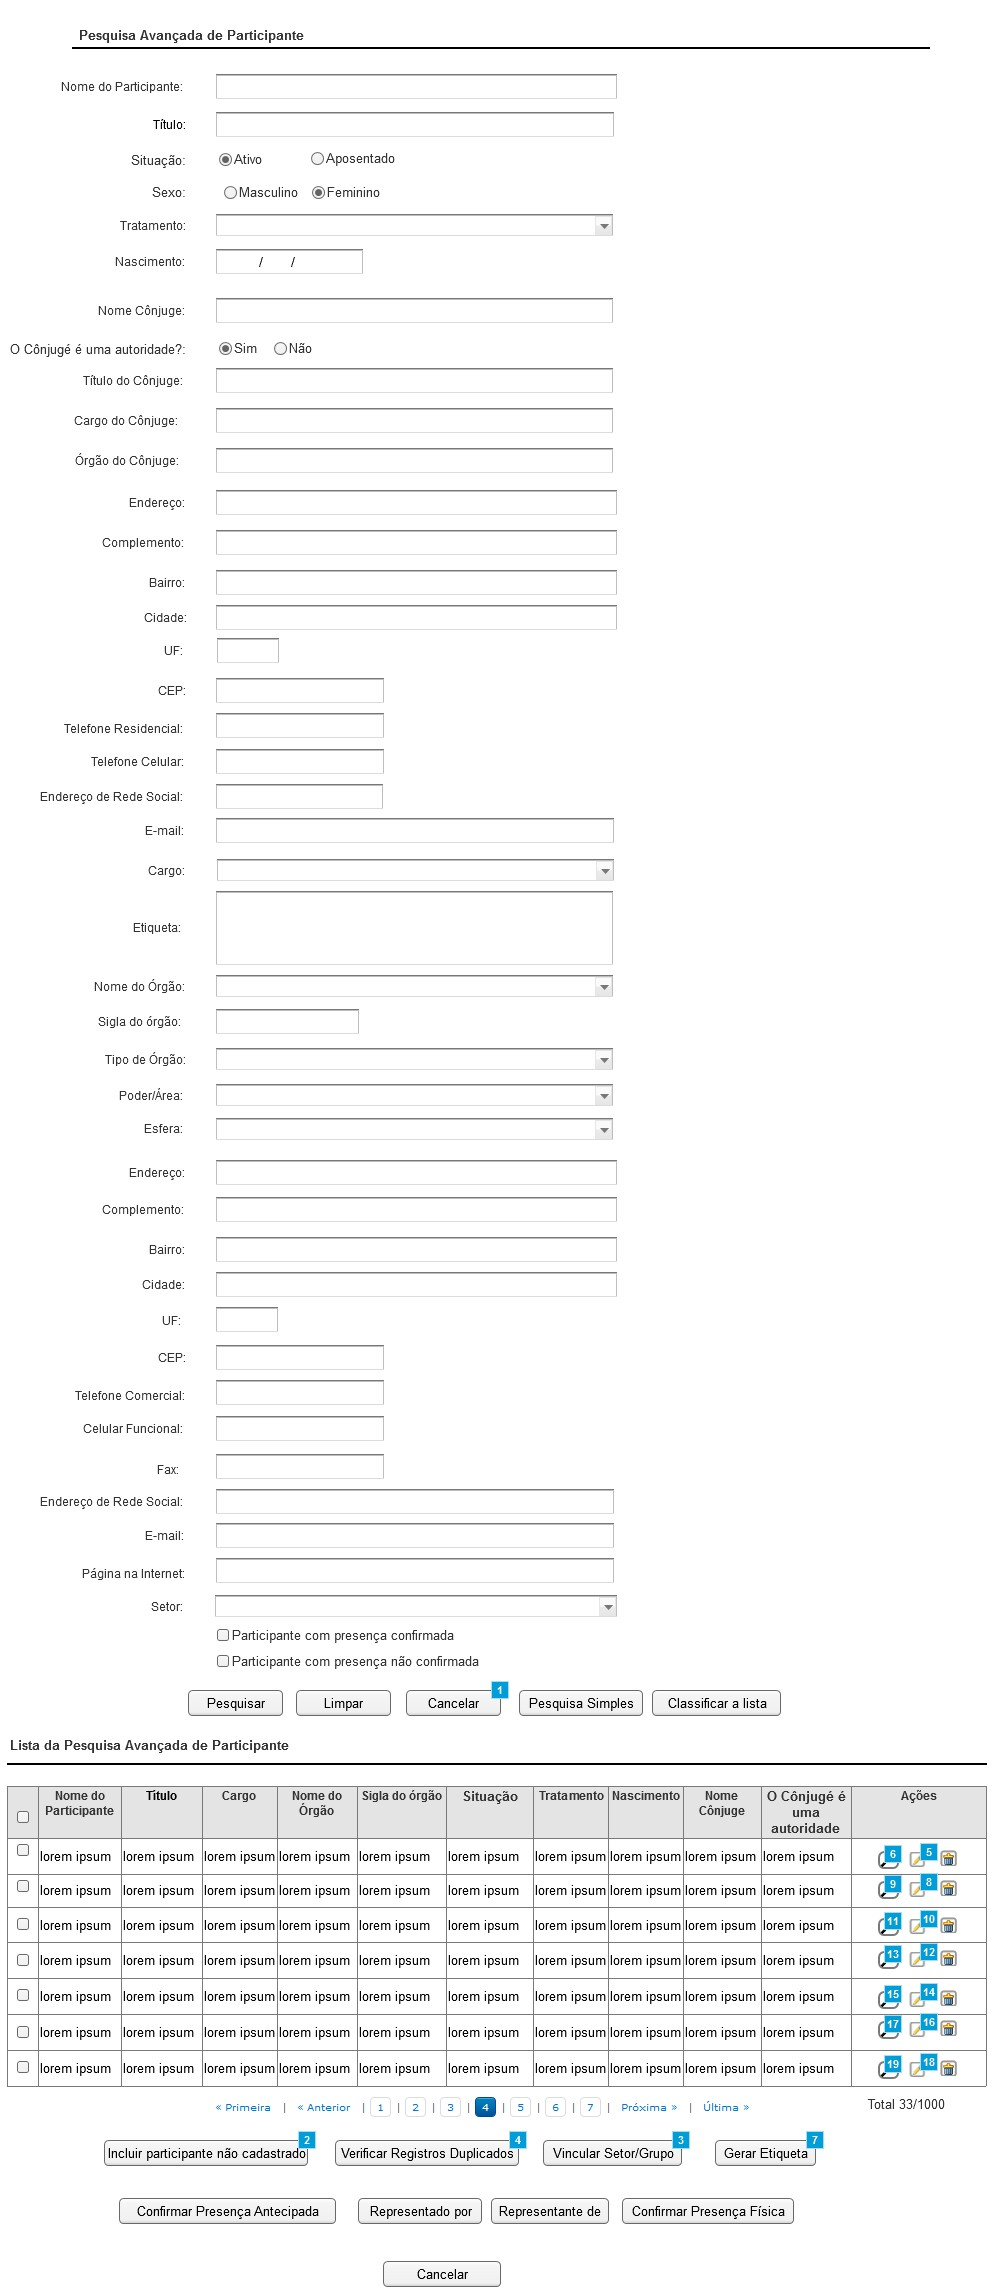 Pesquisa Avançada de Participante
Nome do Participante:
Título:
Situação: Ativo Aposentado
Sexo: Masculino Feminino
Tratamento:
Nascimento: / /
Nome Cônjuge:
O Cônjugé é uma autoridade?: Sim Não
Título do Cônjuge:
Cargo do Cônjuge:
Órgão do Cônjuge:
Endereço:
Complemento:
Bairro:
Cidade:
UF:
CEP:
Telefone Residencial:
Telefone Celular:
Endereço de Rede Social:
E-mail:
Cargo:
Etiqueta:
Nome do Órgão:
Sigla do órgão:
Tipo de Órgão:
Poder/Área:
Esfera:
Endereço:
Complemento:
Bairro:
Cidade:
UF:
CEP:
Telefone Comercial:
Celular Funcional:
Fax:
Endereço de Rede Social:
E-mail:
Página na Internet:
Setor:
Participante com presença confirmada
Participante com presença não confirmada
Pesquisar Limpar Cancelar 1 Pesquisa Simples Classificar a lista
Lista da Pesquisa Avançada de Participante
Nome do Participante Título Cargo Nome do Órgão Sigla do órgão Situação Tratamento Nascimento Nome Cônjuge O Cônjugé é uma autoridade Ações
lorem ipsum lorem ipsum lorem ipsum lorem ipsum lorem ipsum lorem ipsum lorem ipsum lorem ipsum lorem ipsum lorem ipsum 6 5
lorem ipsum lorem ipsum lorem ipsum lorem ipsum lorem ipsum lorem ipsum lorem ipsum lorem ipsum lorem ipsum lorem ipsum 9 8
lorem ipsum lorem ipsum lorem ipsum lorem ipsum lorem ipsum lorem ipsum lorem ipsum lorem ipsum lorem ipsum lorem ipsum 11 10
lorem ipsum lorem ipsum lorem ipsum lorem ipsum lorem ipsum lorem ipsum lorem ipsum lorem ipsum lorem ipsum lorem ipsum 13 12
lorem ipsum lorem ipsum lorem ipsum lorem ipsum lorem ipsum lorem ipsum lorem ipsum lorem ipsum lorem ipsum lorem ipsum 15 14
lorem ipsum lorem ipsum lorem ipsum lorem ipsum lorem ipsum lorem ipsum lorem ipsum lorem ipsum lorem ipsum lorem ipsum 17 16
lorem ipsum lorem ipsum lorem ipsum lorem ipsum lorem ipsum lorem ipsum lorem ipsum lorem ipsum lorem ipsum lorem ipsum 19 18
« Primeira | « Anterior | 1 | 2 | 3 | 4 | 5 | 6 | 7 | Próxima » | Última » Total 33/1000
Incluir participante não cadastrado 2 Verificar Registros Duplicados 4 Vincular Setor/Grupo 3 Gerar Etiqueta 7
Confirmar Presença Antecipada Representado por Representante de Confirmar Presença Física
Cancelar